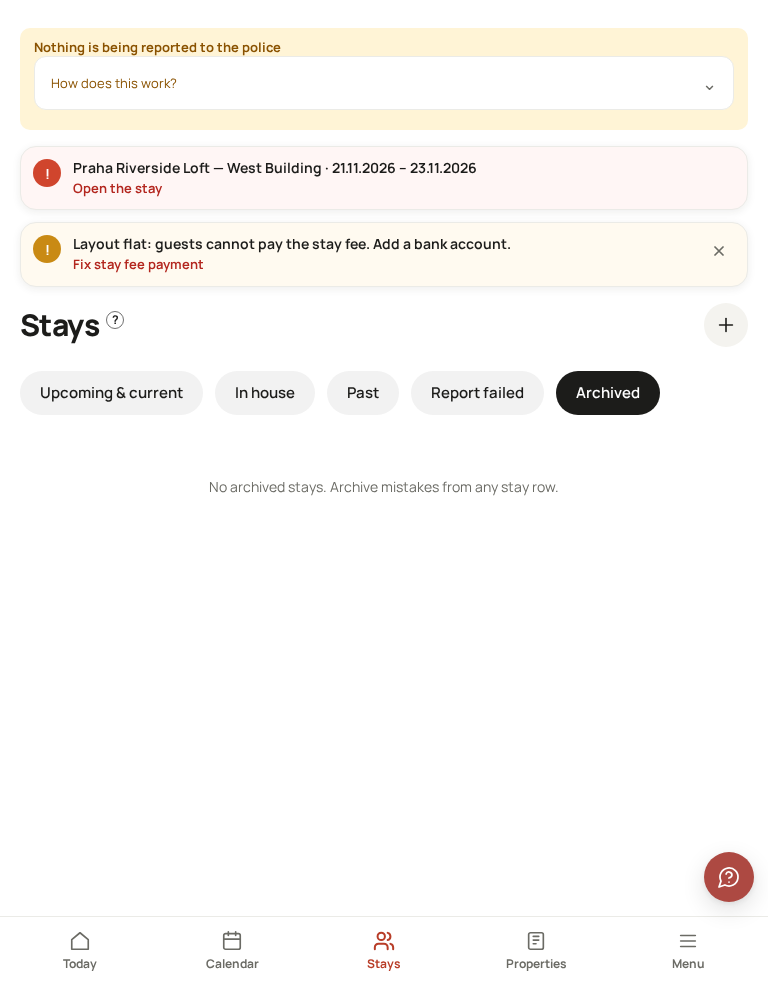 Nothing is being reported to the police
How does this work?
!
Praha Riverside Loft — West Building · 21.11.2026 – 23.11.2026
Open the stay
!
Layout flat: guests cannot pay the stay fee. Add a bank account.
Fix stay fee payment
Stays ?
Upcoming & current
In house
Past
Report failed
Archived
No archived stays. Archive mistakes from any stay row.
Today
Calendar
Stays
Properties
Menu